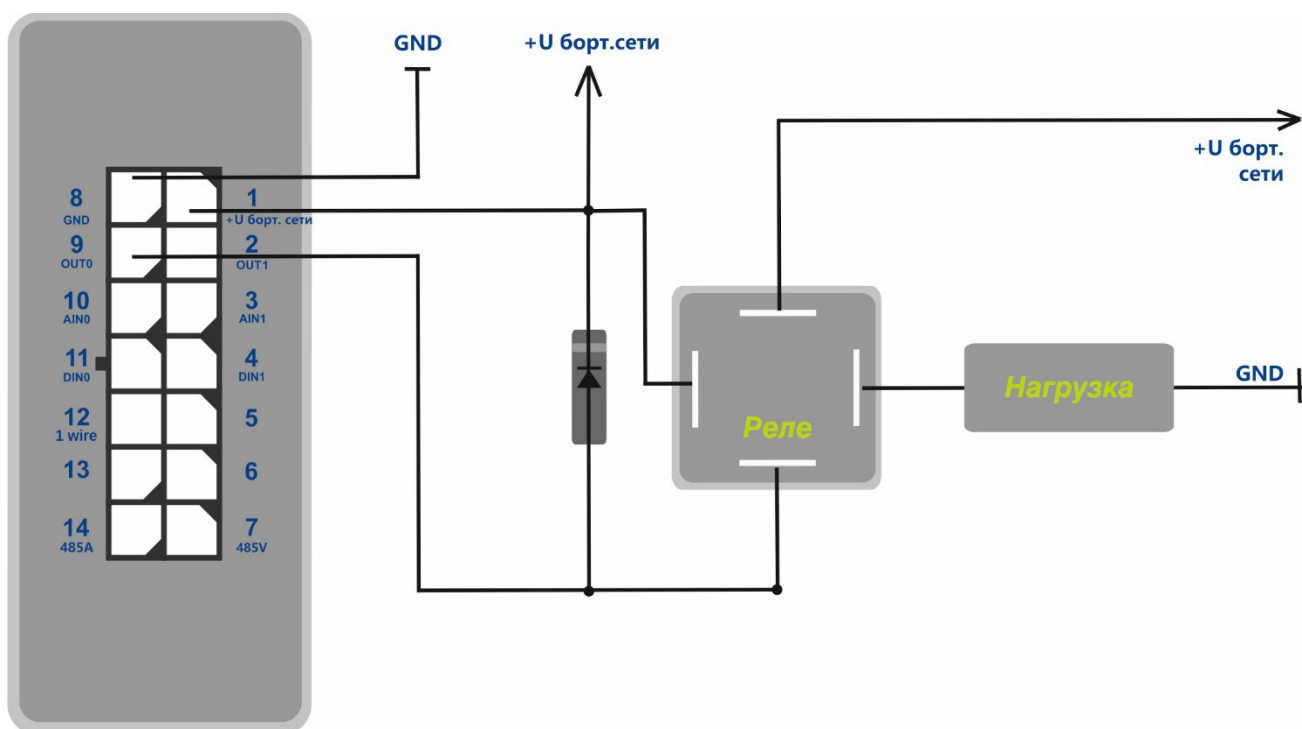 GND
+U борт.сети
+U борт.
сети
8
GND
1
+U борт. сети
9
OUT0
2
OUT1
10
AIN0
3
AIN1
11
DIN0
4
DIN1
12
1 wire
5
13
6
14
485A
7
485V
Реле
Нагрузка
GND